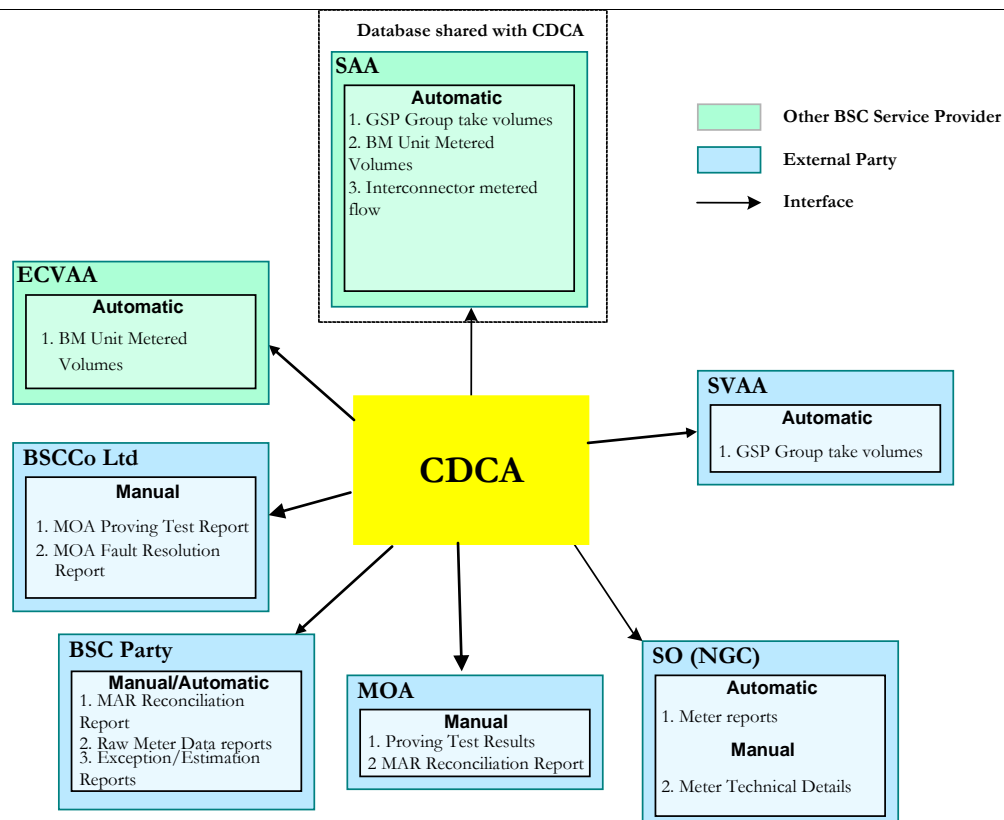 Database shared with CDCA
SAA
Automatic
1. GSP Group take volumes
2. BM Unit Metered
Volumes
3. Interconnector metered
flow
Other BSC Service Provider
External Party
Interface
ECVAA
Automatic
1. BM Unit Metered
Volumes
SVAA
Automatic
1. GSP Group take volumes
CDCA
BSCCo Ltd
Manual
1. MOA Proving Test Report
2. MOA Fault Resolution
Report
BSC Party
Manual/Automatic
1. MAR Reconciliation
Report
2. Raw Meter Data reports
3. Exception/Estimation
Reports
MOA
Manual
1. Proving Test Results
2 MAR Reconciliation Report
SO (NGC)
Automatic
1. Meter reports
Manual
2. Meter Technical Details